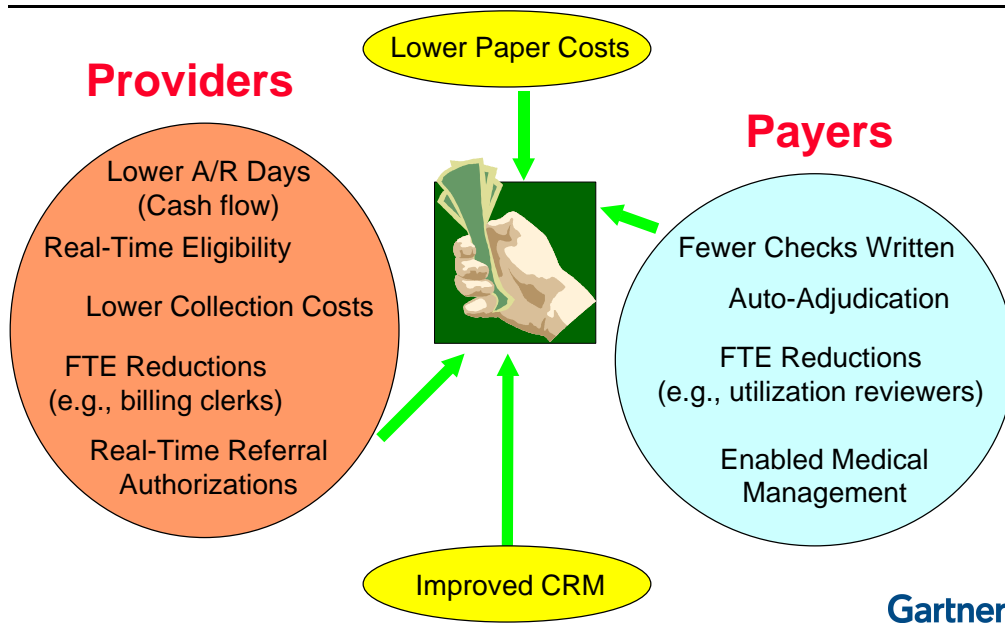 Lower Paper Costs
Providers
Lower A/R Days
(Cash flow)
Real-Time Eligibility
Lower Collection Costs
FTE Reductions
(e.g., billing clerks)
Real-Time Referral
Authorizations
Payers
Fewer Checks Written
Auto-Adjudication
FTE Reductions
(e.g., utilization reviewers)
Enabled Medical
Management
Improved CRM
Gartner